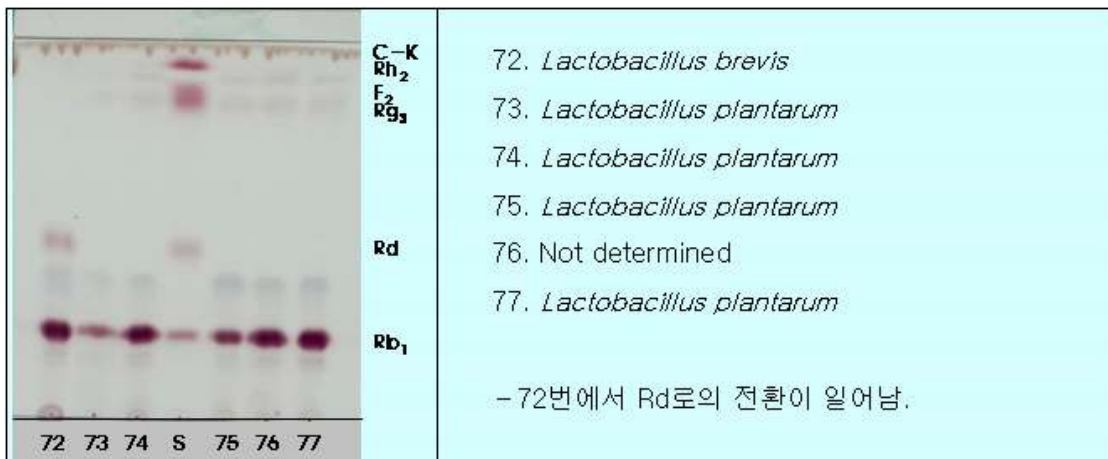 C-K
Rh2
F2
Rg3
Rd
Rb1
72 73 74 S 75 76 77
72. Lactobacillus brevis
73. Lactobacillus plantarum
74. Lactobacillus plantarum
75. Lactobacillus plantarum
76. Not determined
77. Lactobacillus plantarum
- 72번에서 Rd로의 전환이 일어남.